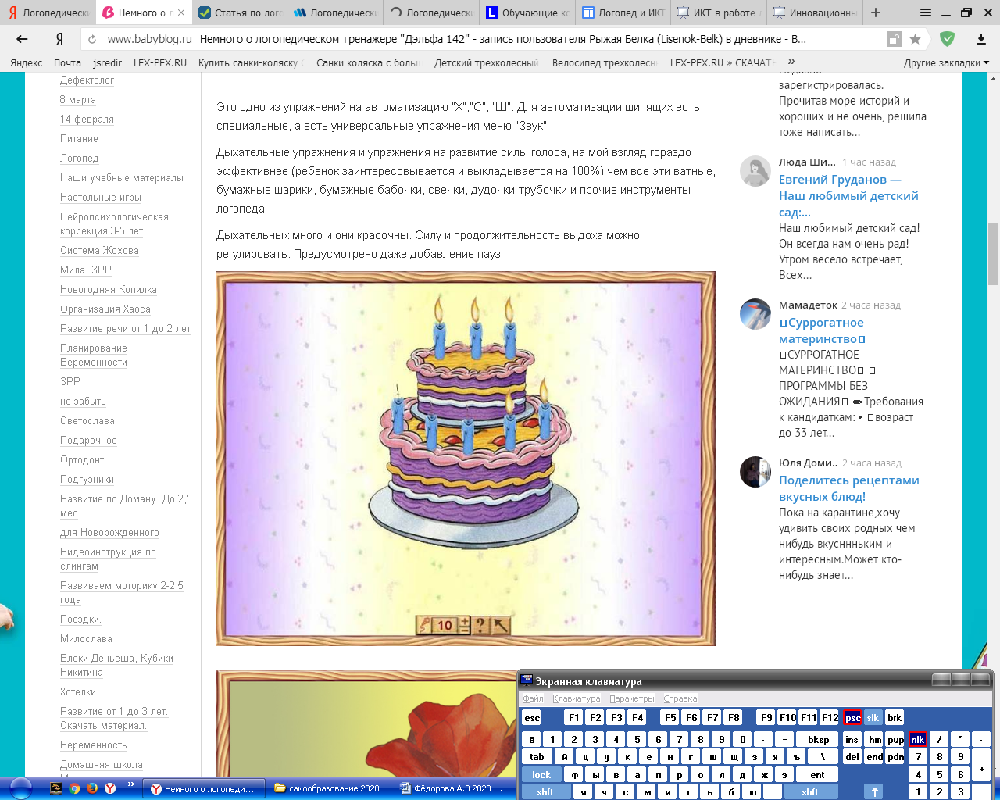 Логопедически
Немного о л
Статья по лого
Логопедически
Логопедически
Обучающие ко
Логопед и ИКТ
ИКТ в работе л
Инновационны
www.babyblog.ru Немного о логопедическом тренажере "Дэльфа 142" - запись пользователя Рыжая Белка (Lisenok-Belk) в дневнике - В...
Яндекс Почта jsredir LEX-PEX.RU Купить санки-коляску Санки коляска с больш Детский трехколесный Велосипед трехколесн LEX-PEX.RU » СКАЧАТЬ » Другие закладки
Дефектолог
8 марта
14 февраля
Питание
Логопед
Наши учебные материалы
Настольные игры
Нейропсихологическая
коррекция 3-5 лет
Система Жохова
Мила. ЗРР
Новогодняя Копилка
Организация Хаоса
Развитие речи от 1 до 2 лет
Планирование
Беременности
ЗРР
не забыть
Светослава
Подарочное
Ортодонт
Подгузники
Развитие по Доману. До 2,5
мес
для Новорожденного
Видеоинструкция по
слингам
Развиваем моторику 2-2,5
года
Поездки.
Милослава
Блоки Деньеша, Кубики
Никитина
Хотелки
Развитие от 1 до 3 лет.
Скачать материал.
Беременность
Домашняя школа
Это одно из упражнений на автоматизацию "Х","С", "Ш". Для автоматизации шипящих есть
специальные, а есть универсальные упражнения меню "Звук"
Дыхательные упражнения и упражнения на развитие силы голоса, на мой взгляд гораздо
эффективнее (ребенок заинтересовывается и выкладывается на 100%) чем все эти ватные,
бумажные шарики, бумажные бабочки, свечки, дудочки-трубочки и прочие инструменты
логопеда
Дыхательных много и они красочны. Силу и продолжительность выдоха можно
регулировать. Предусмотрено даже добавление пауз
10 + - ?
Недавно
зарегистрировалась.
Прочитав море историй и
хороших и не очень, решила
тоже написать...
Люда Ши... 1 час назад
Евгений Груданов —
Наш любимый детский
сад:...
Наш любимый детский сад!
Он всегда нам очень рад!
Утром весело встречает,
Всех...
Мамадеток 2 часа назад
Суррогатное
материнство
СУРРОГАТНОЕ
МАТЕРИНСТВО
ПРОГРАММЫ БЕЗ
ОЖИДАНИЯ ✒Требования
к кандидаткам: • возраст
до 33 лет...
Юля Доми.. 2 часа назад
Поделитесь рецептами
вкусных блюд!
Пока на карантине,хочу
удивить своих родных чем
нибудь вкусннньким и
интересным.Может кто-
нибудь знает...
Экранная клавиатура
Файл Клавиатура Параметры Справка
esc F1 F2 F3 F4 F5 F6 F7 F8 F9 F10 F11 F12 psc slk brk
ё 1 2 3 4 5 6 7 8 9 0 - = bksp ins hm pup nlk / * -
tab й ц у к е н г ш щ з х ъ \ del end pdn 7 8 9 +
lock ф ы в а п р о л д ж э ent 4 5 6
shft я ч с м и т ь б ю . shft 1 2 3
» Немного о логопеди... самообразование 2020 Фёдорова А.В 2020 ...